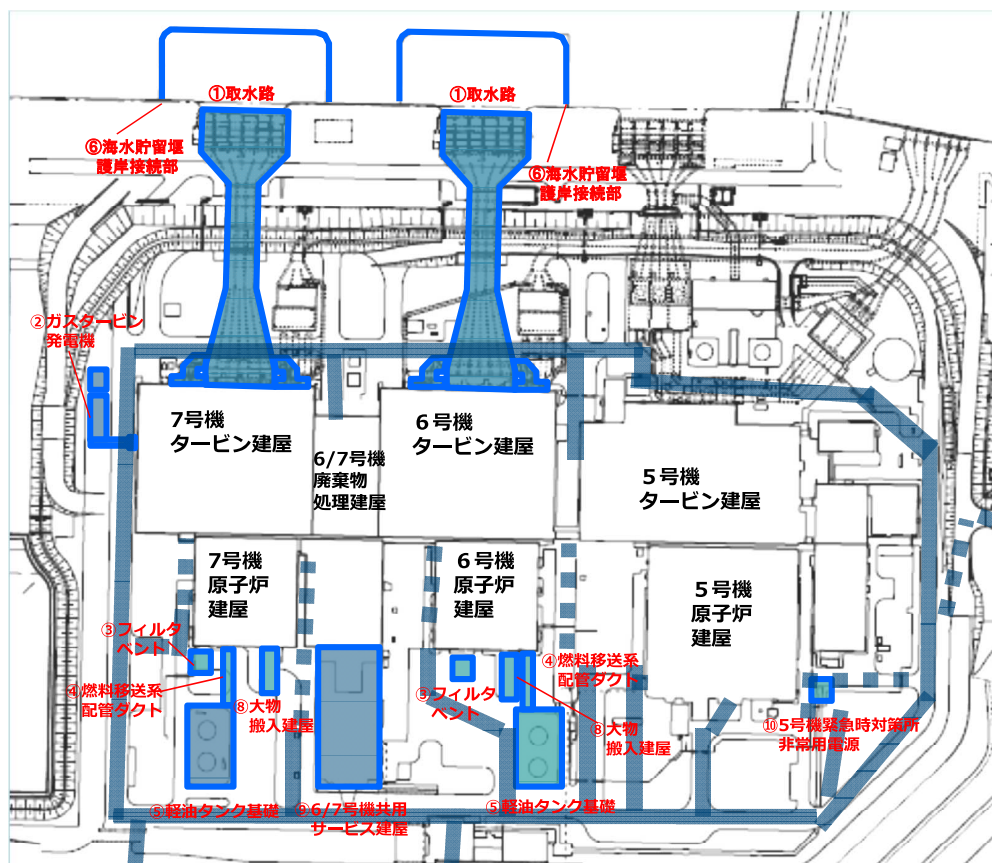 ①取水路
①取水路
⑥海水貯留堰
護岸接続部
⑥海水貯留堰
護岸接続部
②ガスタービン
発電機
7号機
タービン建屋
6号機
タービン建屋
6/7号機
廃棄物
処理建屋
5号機
タービン建屋
7号機
原子炉
建屋
6号機
原子炉
建屋
5号機
原子炉
建屋
③フィルタ
ベント
④燃料移送系
配管ダクト
⑧大物
搬入建屋
③フィルタ
ベント
④燃料移送系
配管ダクト
⑧大物
搬入建屋
⑩5号機緊急時対策所
非常用電源
⑤軽油タンク基礎
⑨6/7号機共用
サービス建屋
⑤軽油タンク基礎